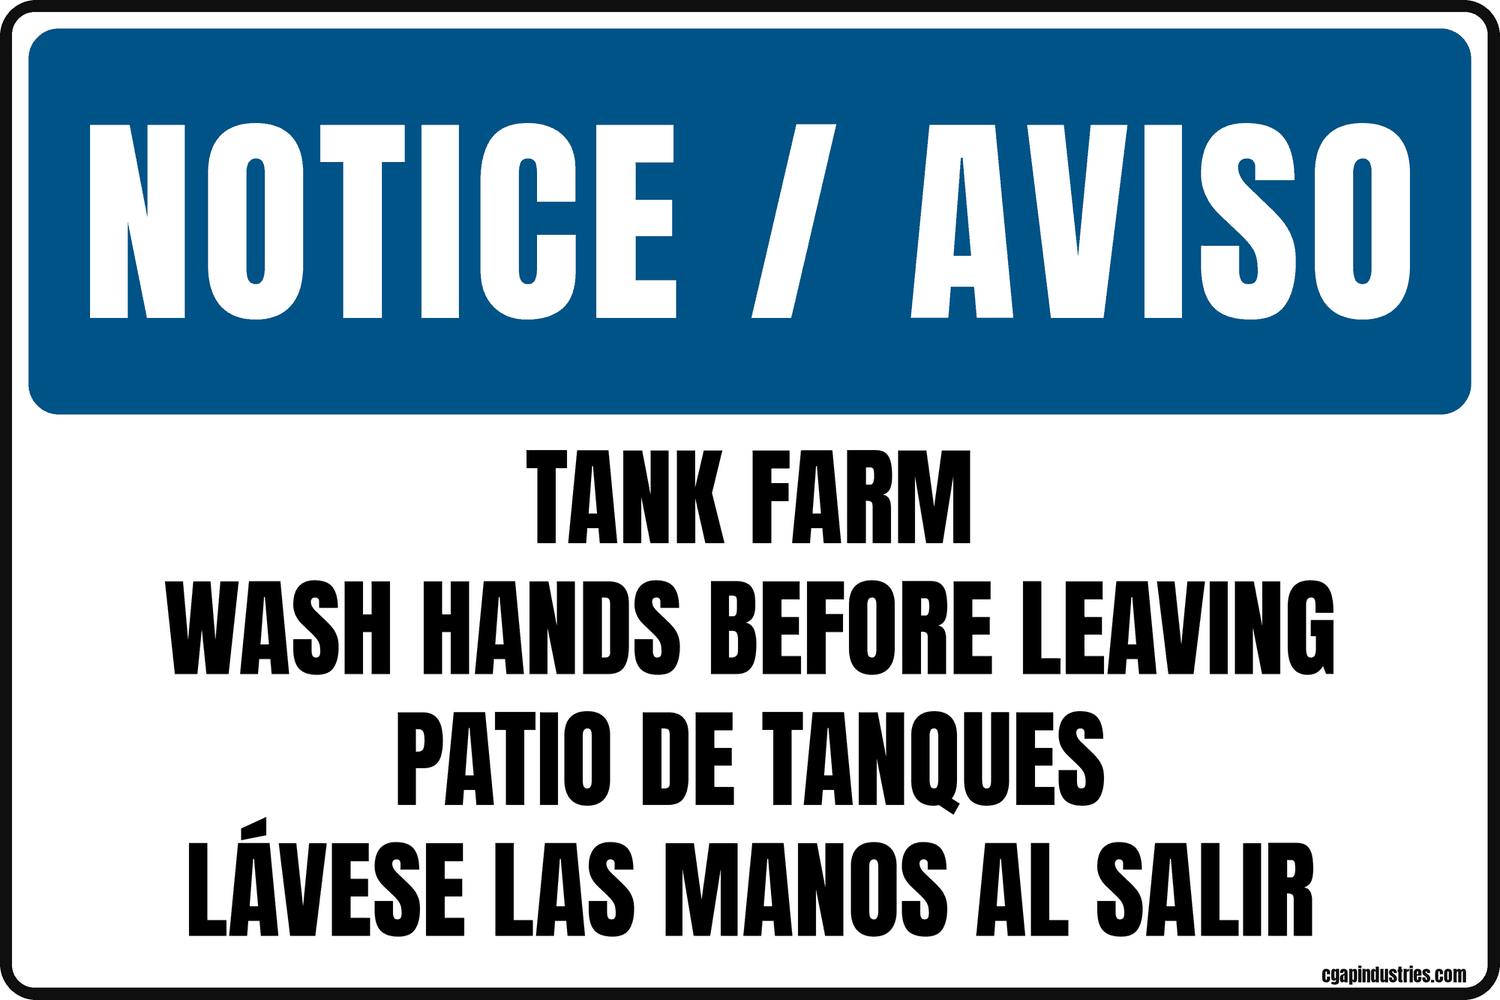 NOTICE / AVISO
TANK FARM
WASH HANDS BEFORE LEAVING
PATIO DE TANQUES
LÁVESE LAS MANOS AL SALIR
cgapindustries.com